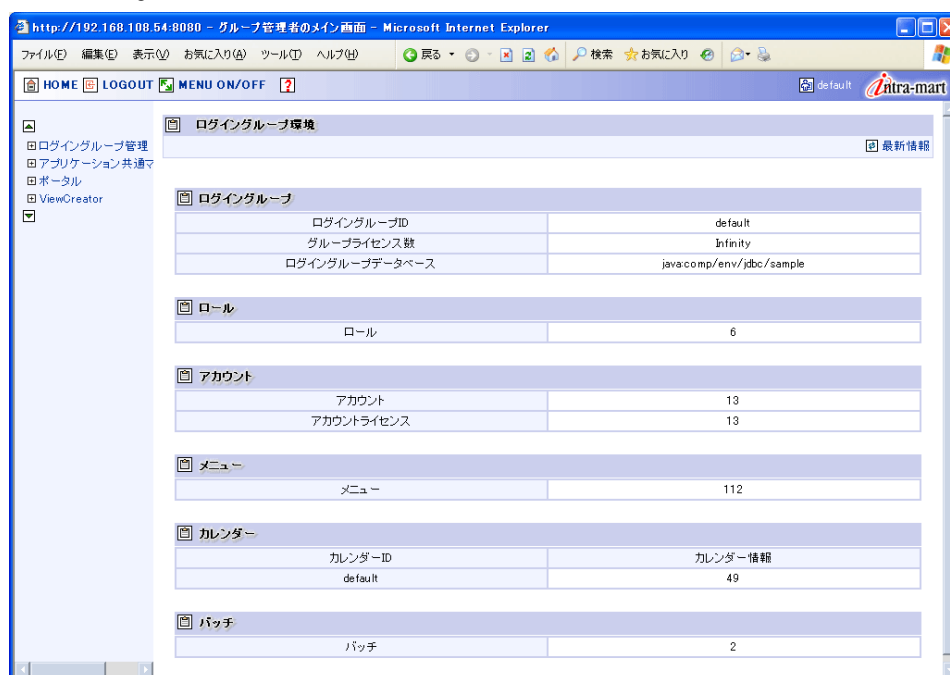 http://192.168.108.54:8080 - グループ管理者のメイン画面 - Microsoft Internet Explorer
ファイル(F) 編集(E) 表示(V) お気に入り(A) ツール(T) ヘルプ(H) 戻る 検索 お気に入り
HOME LOGOUT MENU ON/OFF ? default intra-mart
ログイングループ環境
最新情報
ログイングループ管理
アプリケーション共通マ
ポータル
ViewCreator
ログイングループ
ログイングループID default
グループライセンス数 Infinity
ログイングループデータベース java:comp/env/jdbc/sample
ロール
ロール 6
アカウント
アカウント 13
アカウントライセンス 13
メニュー
メニュー 112
カレンダー
カレンダーID カレンダー情報
default 49
バッチ
バッチ 2